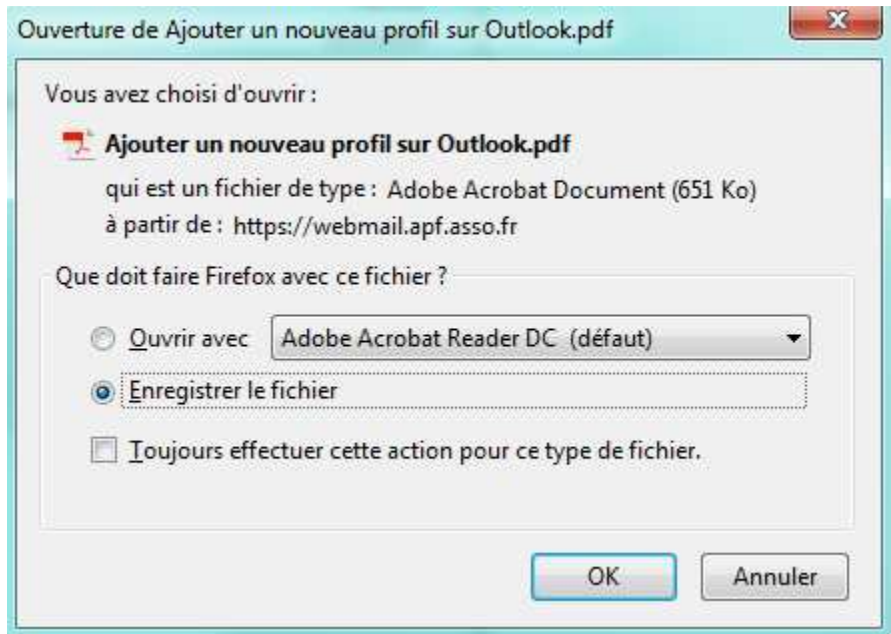 Ouverture de Ajouter un nouveau profil sur Outlook.pdf
Vous avez choisi d'ouvrir :
Ajouter un nouveau profil sur Outlook.pdf
qui est un fichier de type : Adobe Acrobat Document (651 Ko)
à partir de : https://webmail.apf.asso.fr
Que doit faire Firefox avec ce fichier ?
Ouvrir avec Adobe Acrobat Reader DC (défaut)
Enregistrer le fichier
Toujours effectuer cette action pour ce type de fichier.
OK Annuler